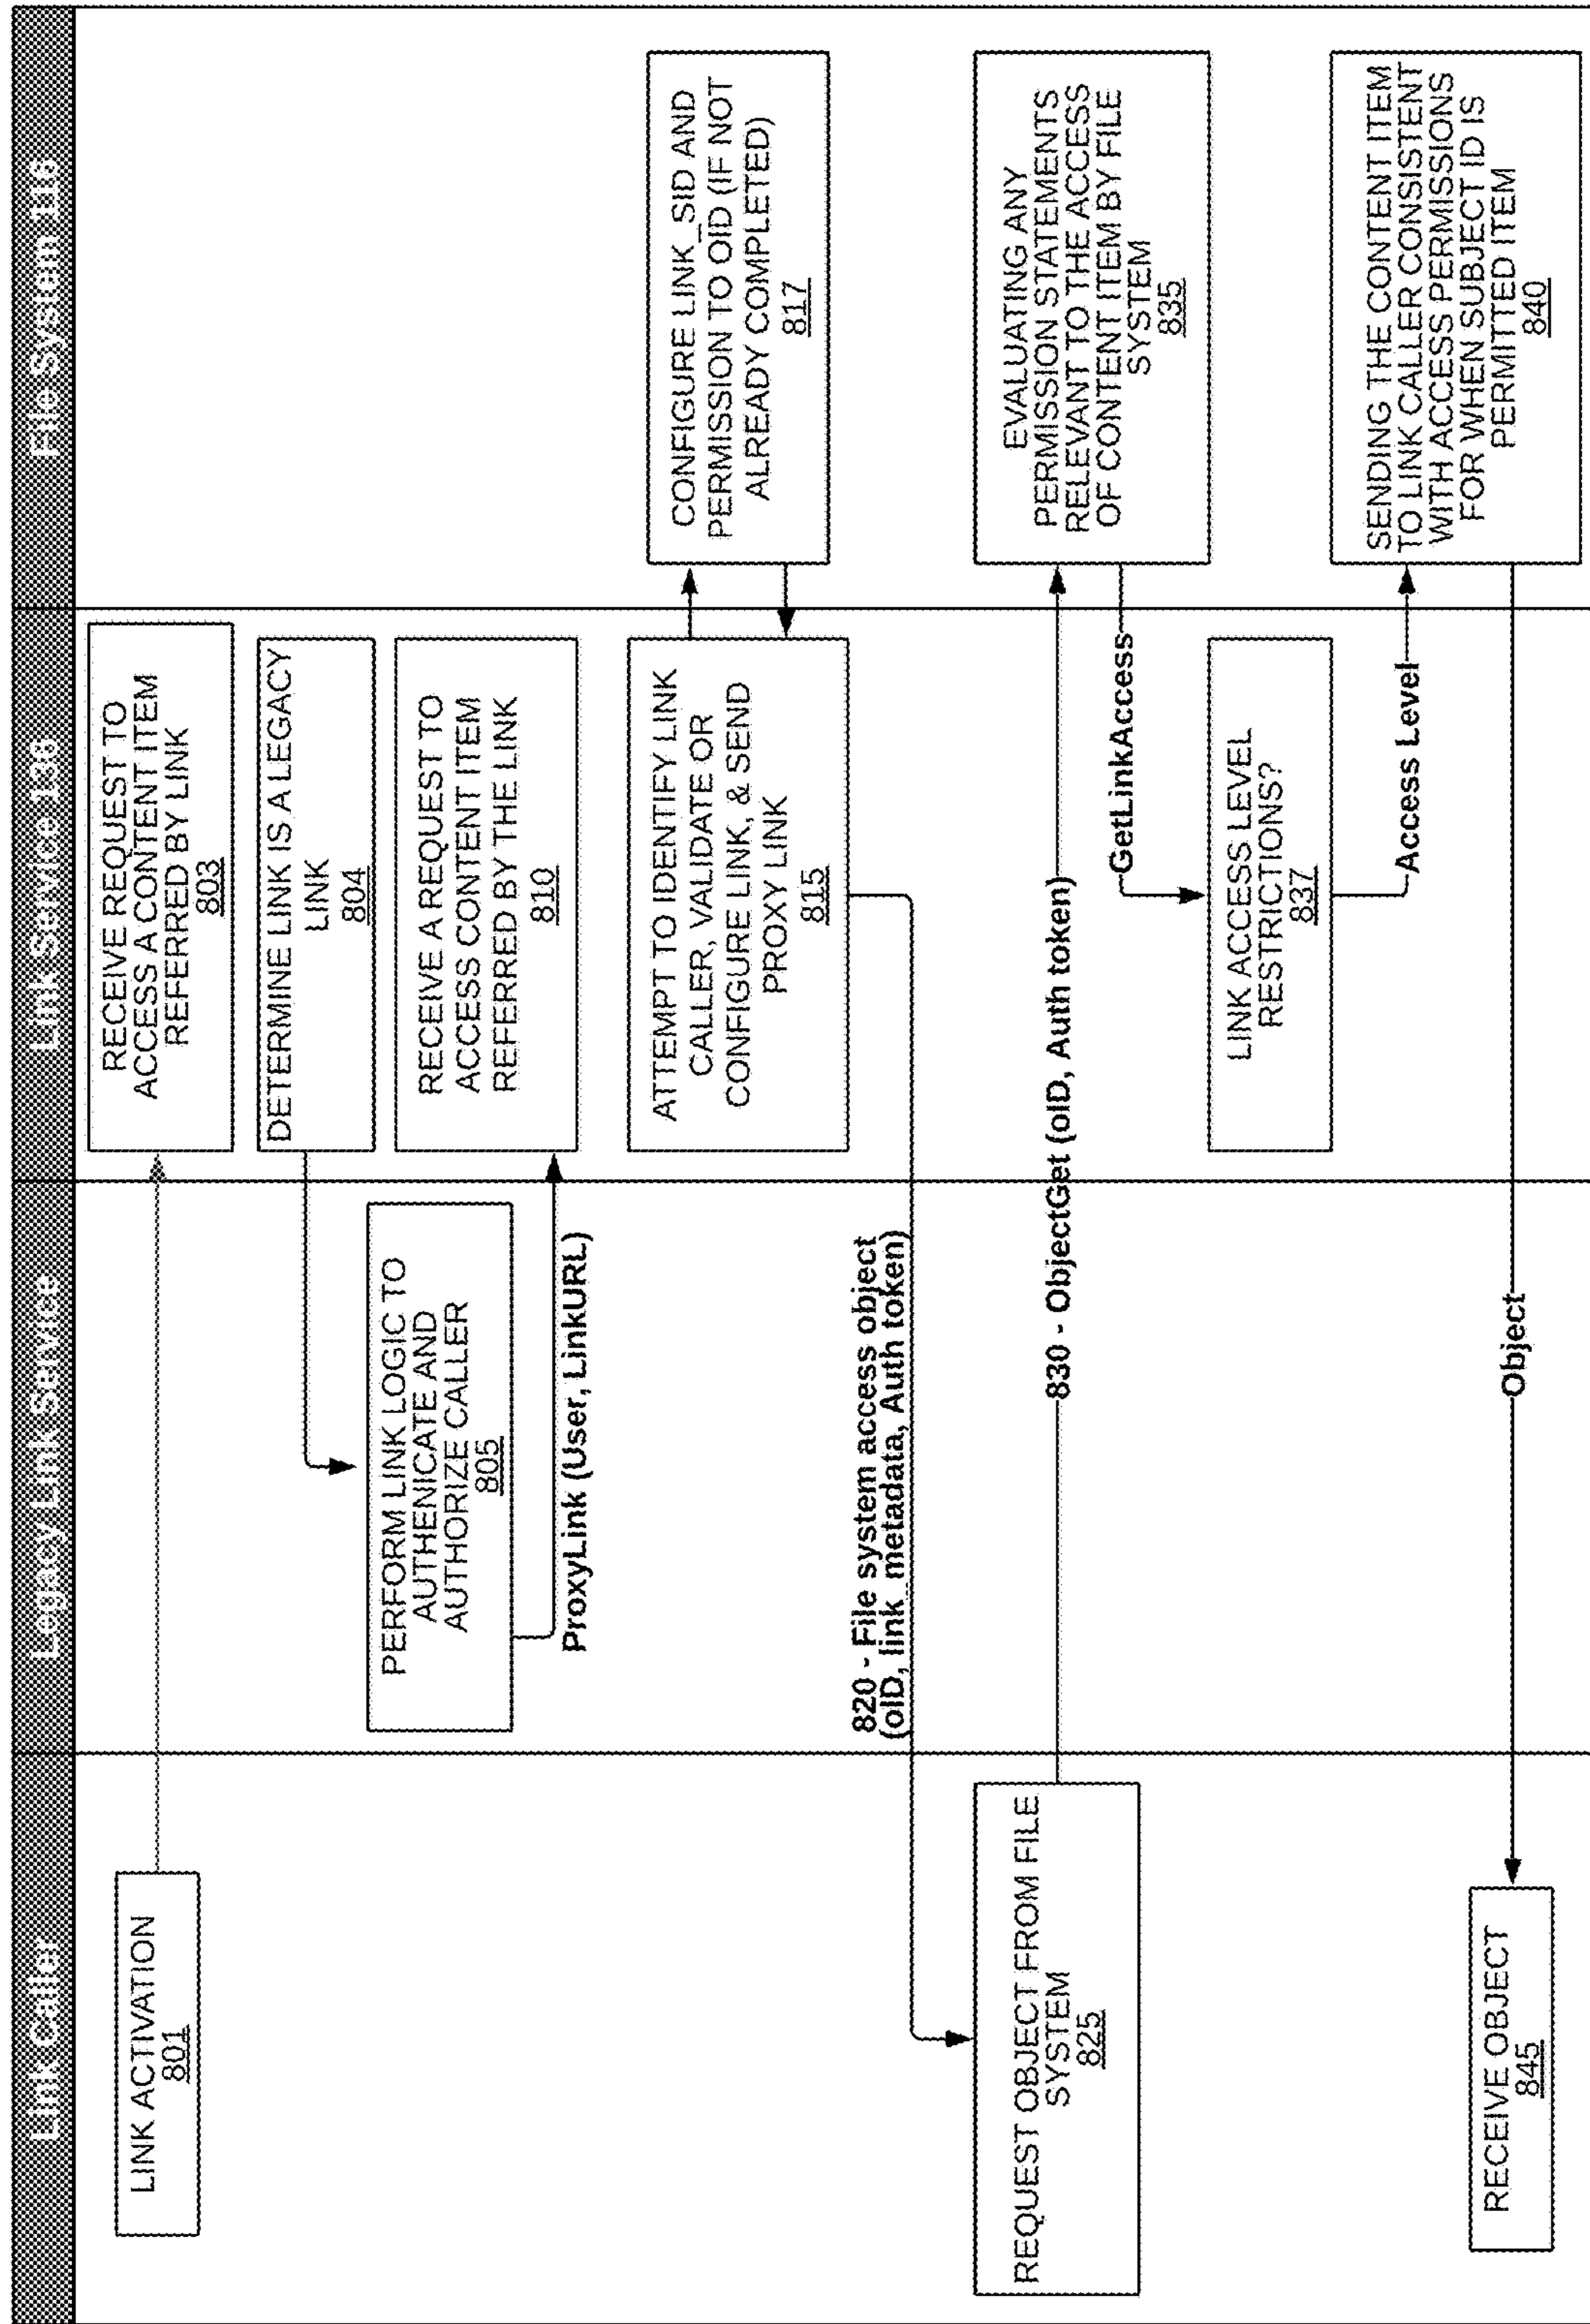 Link Caller
Legacy Link Service
Link Service 138
File System 116
LINK ACTIVATION
801
RECEIVE REQUEST TO
ACCESS A CONTENT ITEM
REFERRED BY LINK
803
DETERMINE LINK IS A LEGACY
LINK
804
PERFORM LINK LOGIC TO
AUTHENICATE AND
AUTHORIZE CALLER
805
ProxyLink (User, LinkURL)
RECEIVE A REQUEST TO
ACCESS CONTENT ITEM
REFERRED BY THE LINK
810
ATTEMPT TO IDENTIFY LINK
CALLER, VALIDATE OR
CONFIGURE LINK, & SEND
PROXY LINK
815
CONFIGURE LINK_SID AND
PERMISSION TO OID (IF NOT
ALREADY COMPLETED)
817
820 - File system access object
(oID, link_metadata, Auth token)
REQUEST OBJECT FROM FILE
SYSTEM
825
830 - ObjectGet (oID, Auth token)
EVALUATING ANY
PERMISSION STATEMENTS
RELEVANT TO THE ACCESS
OF CONTENT ITEM BY FILE
SYSTEM
835
GetLinkAccess
LINK ACCESS LEVEL
RESTRICTIONS?
837
Access Level
SENDING THE CONTENT ITEM
TO LINK CALLER CONSISTENT
WITH ACCESS PERMISSIONS
FOR WHEN SUBJECT ID IS
PERMITTED ITEM
840
Object
RECEIVE OBJECT
845